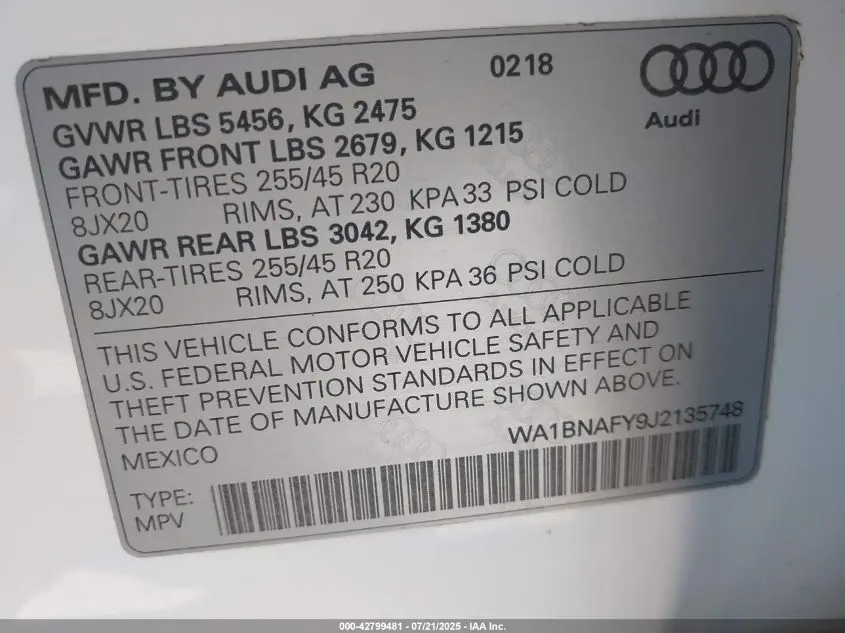 MFD. BY AUDI AG 0218
GVWR LBS 5456, KG 2475
Audi
GAWR FRONT LBS 2679, KG 1215
FRONT-TIRES 255/45 R20
8JX20 RIMS, AT 230 KPA 33 PSI COLD
GAWR REAR LBS 3042, KG 1380
REAR-TIRES 255/45 R20
8JX20 RIMS, AT 250 KPA 36 PSI COLD
THIS VEHICLE CONFORMS TO ALL APPLICABLE
U.S. FEDERAL MOTOR VEHICLE SAFETY AND
THEFT PREVENTION STANDARDS IN EFFECT ON
THE DATE OF MANUFACTURE SHOWN ABOVE.
MEXICO WA1BNAFY9J2135748
TYPE:
MPV
000-42799481 - 07/21/2025 - IAA Inc.